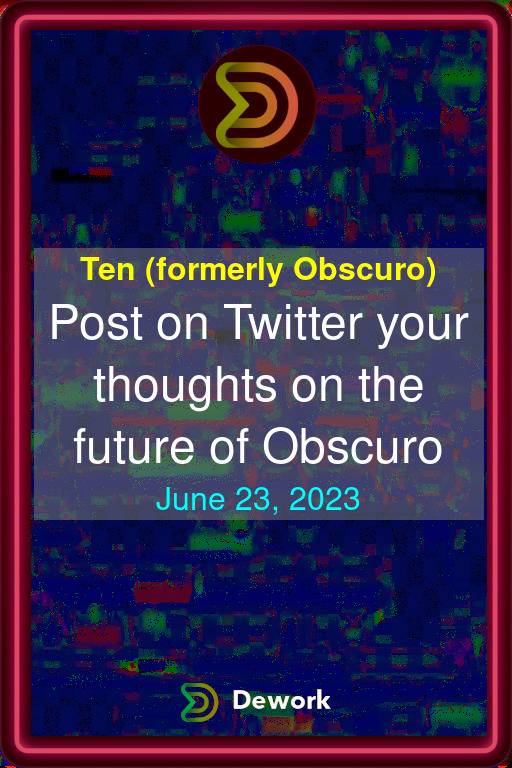 Ten (formerly Obscuro)
Post on Twitter your
thoughts on the
future of Obscuro
June 23, 2023
Dework